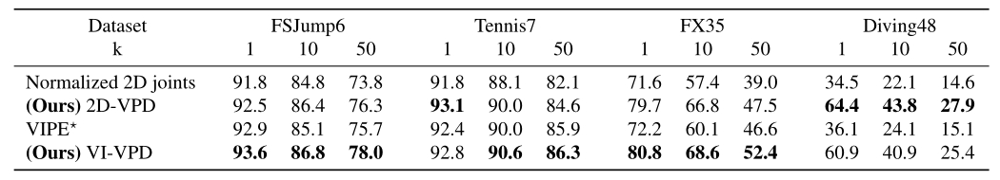 Dataset FSJump6 Tennis7 FX35 Diving48
k 1 10 50 1 10 50 1 10 50 1 10 50
Normalized 2D joints 91.8 84.8 73.8 91.8 88.1 82.1 71.6 57.4 39.0 34.5 22.1 14.6
(Ours) 2D-VPD 92.5 86.4 76.3 93.1 90.0 84.6 79.7 66.8 47.5 64.4 43.8 27.9
VIPE* 92.9 85.1 75.7 92.4 90.0 85.9 72.2 60.1 46.6 36.1 24.1 15.1
(Ours) VI-VPD 93.6 86.8 78.0 92.8 90.6 86.3 80.8 68.6 52.4 60.9 40.9 25.4